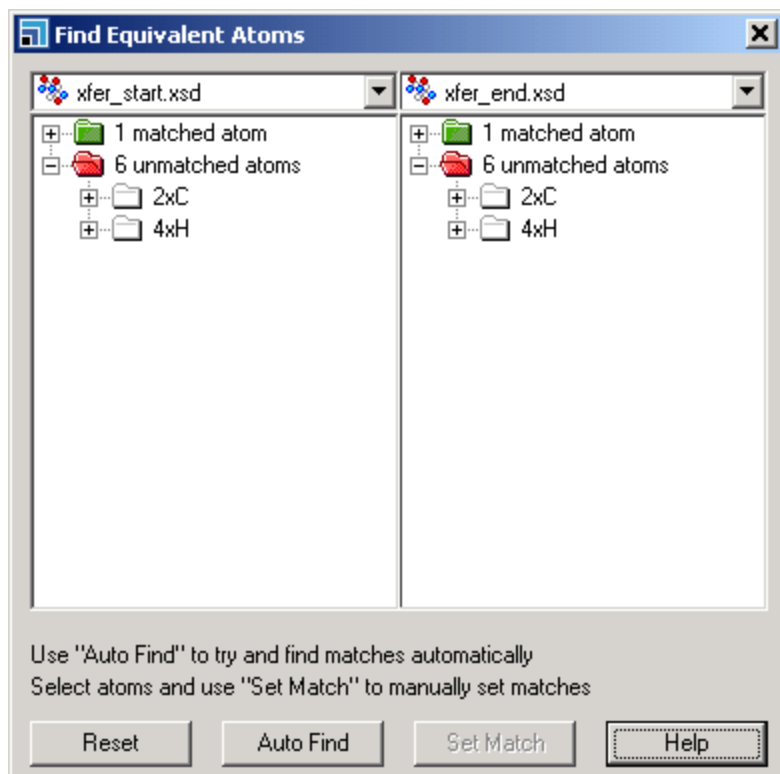 Find Equivalent Atoms
xfer_start.xsd xfer_end.xsd
1 matched atom 1 matched atom
6 unmatched atoms 6 unmatched atoms
2xC 2xC
4xH 4xH
Use "Auto Find" to try and find matches automatically
Select atoms and use "Set Match" to manually set matches
Reset Auto Find Set Match Help